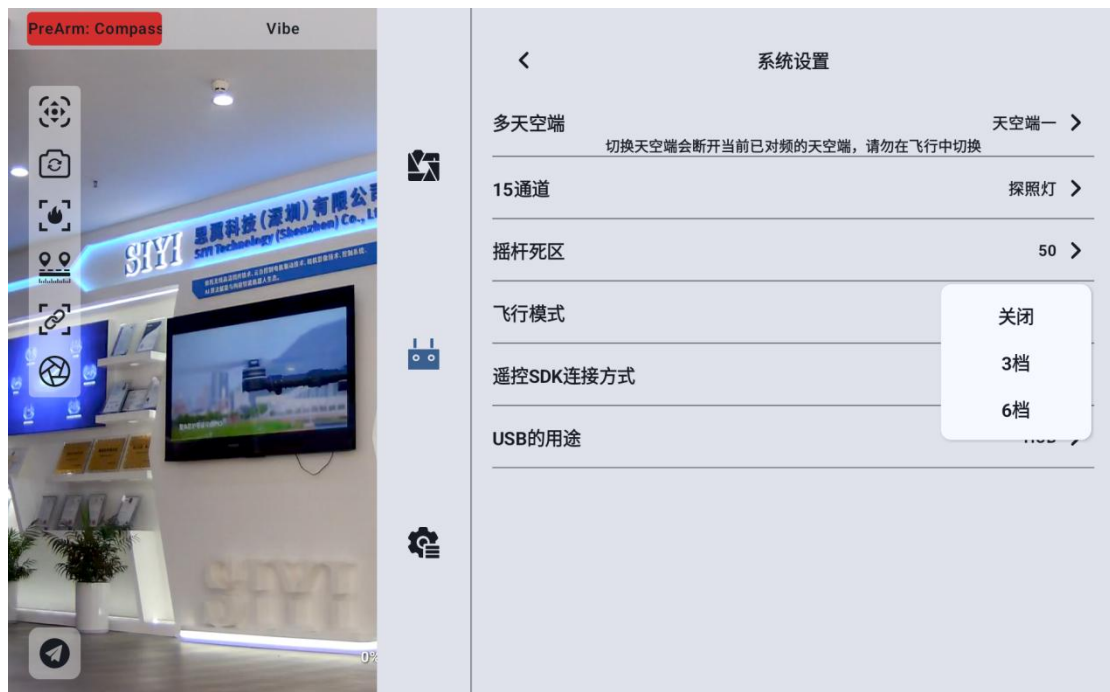 PreArm: Compass
Vibe
SIYI
思翼科技（深圳）有限公司
SIYI Technology (Shenzhen) Co., Lt
SIYI
0%
系统设置
多天空端
天空端一
切换天空端会断开当前已对频的天空端，请勿在飞行中切换
15通道
探照灯
摇杆死区
50
飞行模式
关闭
3档
6档
遥控SDK连接方式
USB的用途